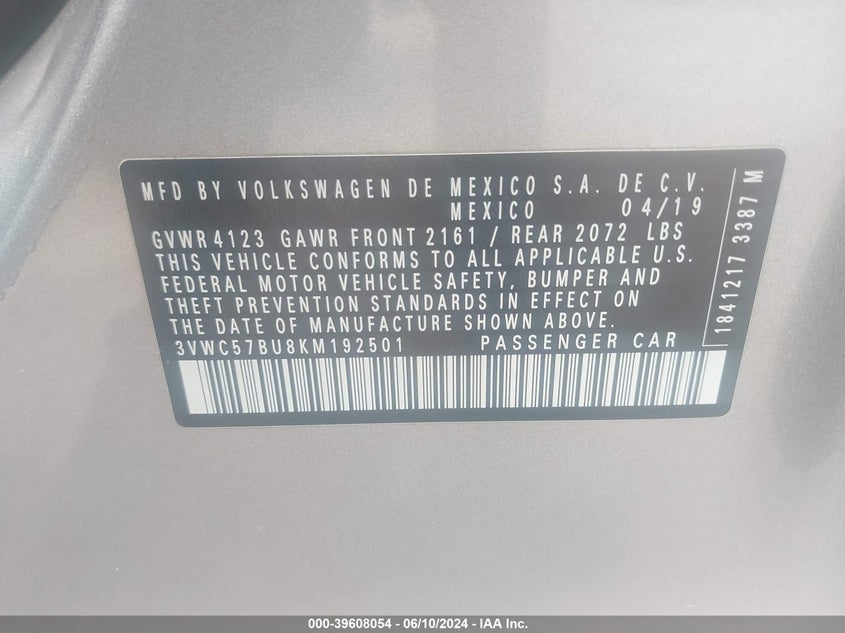 MFD BY VOLKSWAGEN DE MEXICO S.A. DE C.V.
MEXICO 04/19
GVWR 4123 GAWR FRONT 2161 / REAR 2072 LBS
THIS VEHICLE CONFORMS TO ALL APPLICABLE U.S.
FEDERAL MOTOR VEHICLE SAFETY, BUMPER AND
THEFT PREVENTION STANDARDS IN EFFECT ON
THE DATE OF MANUFACTURE SHOWN ABOVE.
3VWC57BU8KM192501 PASSENGER CAR
1841217 3387 M
000-39608054 - 06/10/2024 - IAA Inc.